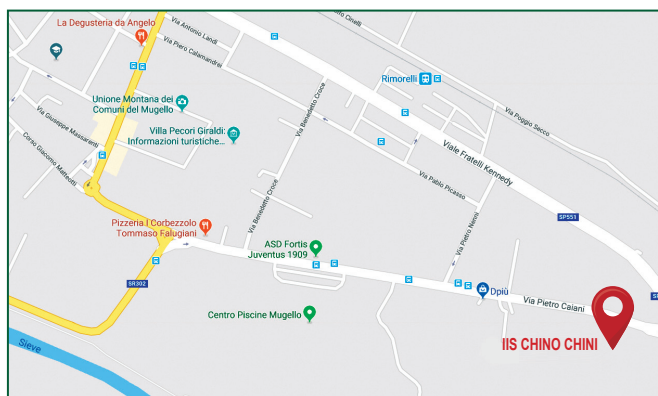 La Degusteria da Angelo
Via Antonio Landi
Via Piero Calamandrei
Cinelli
Rimorelli
Unione Montana dei
Comuni del Mugello
Via Giuseppe Massarenti
Corso Giacomo Matteotti
Villa Pecori Giraldi:
Informazioni turistiche...
Via Benedetto Croce
Via Benedetto Croce
Via Poggio Secco
Viale Fratelli Kennedy
Via Pablo Picasso
Via Pietro Nenni
SP551
Pizzeria I Corbezzolo
Tommaso Falugiani
ASD Fortis
Juventus 1909
SR302
Dpiù
Via Pietro Caiani
Centro Piscine Mugello
IIS CHINO CHINI
Sieve